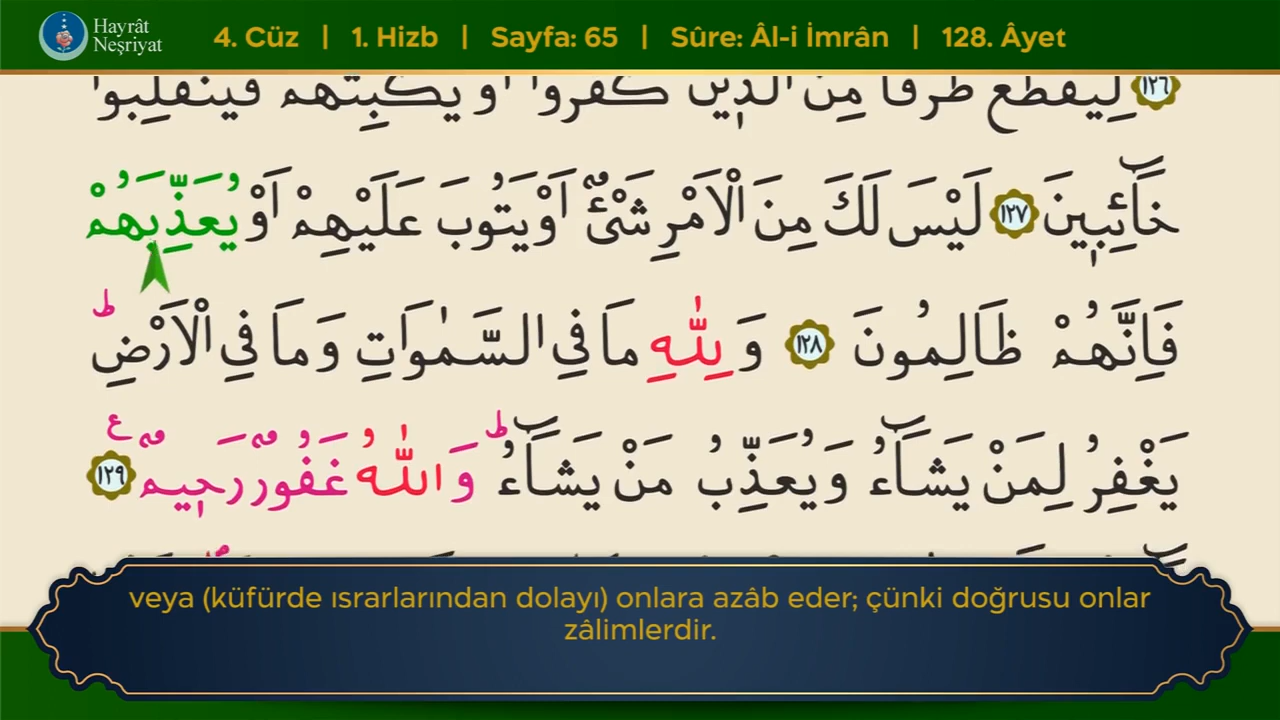 Hayrât
Neşriyat
4. Cüz | 1. Hizb | Sayfa: 65 | Sûre: Âl-i İmrân | 128. Âyet
﴿١٢٦﴾ لِيَقْطَعَ طَرَفًا مِنَ الَّذ۪ينَ كَفَرُوا اَوْ يَكْبِتَهُمْ فَيَنْقَلِبُوا
خَٓائِب۪ينَ ﴿١٢٧﴾ لَيْسَ لَكَ مِنَ الْاَمْرِ شَيْءٌ اَوْ يَتُوبَ عَلَيْهِمْ اَوْ يُعَذِّبَهُمْ
فَاِنَّهُمْ ظَالِمُونَ ﴿١٢٨﴾ وَلِلّٰهِ مَا فِي السَّمٰوَاتِ وَمَا فِي الْاَرْضِۜ
يَغْفِرُ لِمَنْ يَشَٓاءُ وَيُعَذِّبُ مَنْ يَشَٓاءُۜ وَاللّٰهُ غَفُورٌ رَح۪يمٌ۟ ﴿١٢٩﴾
veya (küfürde ısrarlarından dolayı) onlara azâb eder; çünki doğrusu onlar
zâlimlerdir.